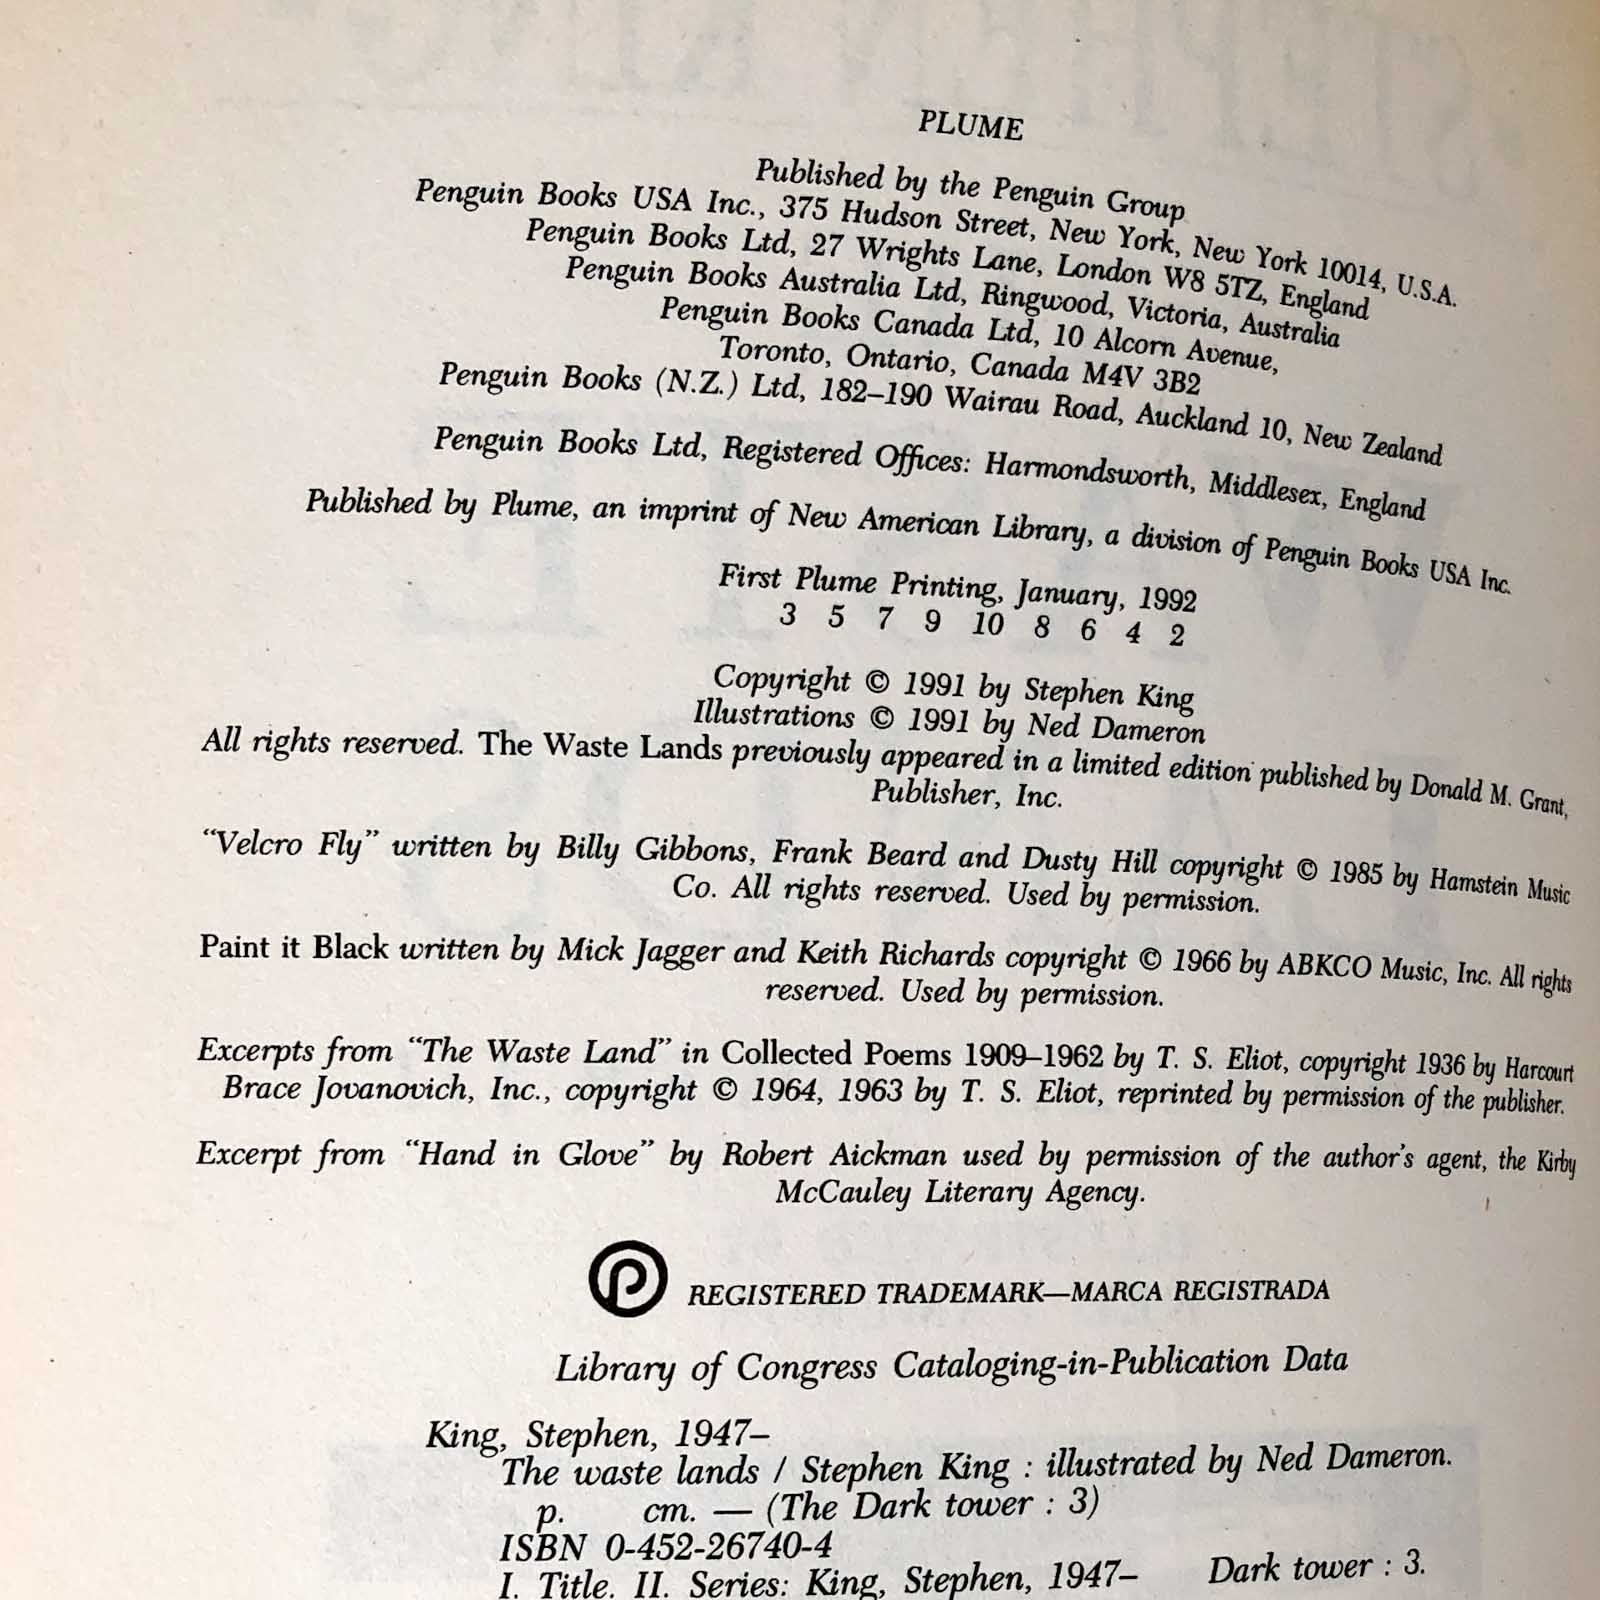 PLUME
Published by the Penguin Group
Penguin Books USA Inc., 375 Hudson Street, New York, New York 10014, U.S.A.
Penguin Books Ltd, 27 Wrights Lane, London W8 5TZ, England
Penguin Books Australia Ltd, Ringwood, Victoria, Australia
Penguin Books Canada Ltd, 10 Alcorn Avenue,
Toronto, Ontario, Canada M4V 3B2
Penguin Books (N.Z.) Ltd, 182–190 Wairau Road, Auckland 10, New Zealand
Penguin Books Ltd, Registered Offices: Harmondsworth, Middlesex, England
Published by Plume, an imprint of New American Library, a division of Penguin Books USA Inc.
First Plume Printing, January, 1992
3 5 7 9 10 8 6 4 2
Copyright © 1991 by Stephen King
Illustrations © 1991 by Ned Dameron
All rights reserved. The Waste Lands previously appeared in a limited edition published by Donald M. Grant,
Publisher, Inc.
“Velcro Fly” written by Billy Gibbons, Frank Beard and Dusty Hill copyright © 1985 by Hamstein Music
Co. All rights reserved. Used by permission.
Paint it Black written by Mick Jagger and Keith Richards copyright © 1966 by ABKCO Music, Inc. All rights
reserved. Used by permission.
Excerpts from “The Waste Land” in Collected Poems 1909–1962 by T. S. Eliot, copyright 1936 by Harcourt
Brace Jovanovich, Inc., copyright © 1964, 1963 by T. S. Eliot, reprinted by permission of the publisher.
Excerpt from “Hand in Glove” by Robert Aickman used by permission of the author's agent, the Kirby
McCauley Literary Agency.
P REGISTERED TRADEMARK—MARCA REGISTRADA
Library of Congress Cataloging-in-Publication Data
King, Stephen, 1947–
The waste lands / Stephen King : illustrated by Ned Dameron.
p. cm. — (The Dark tower : 3)
ISBN 0-452-26740-4
I. Title. II. Series: King, Stephen, 1947– Dark tower : 3.